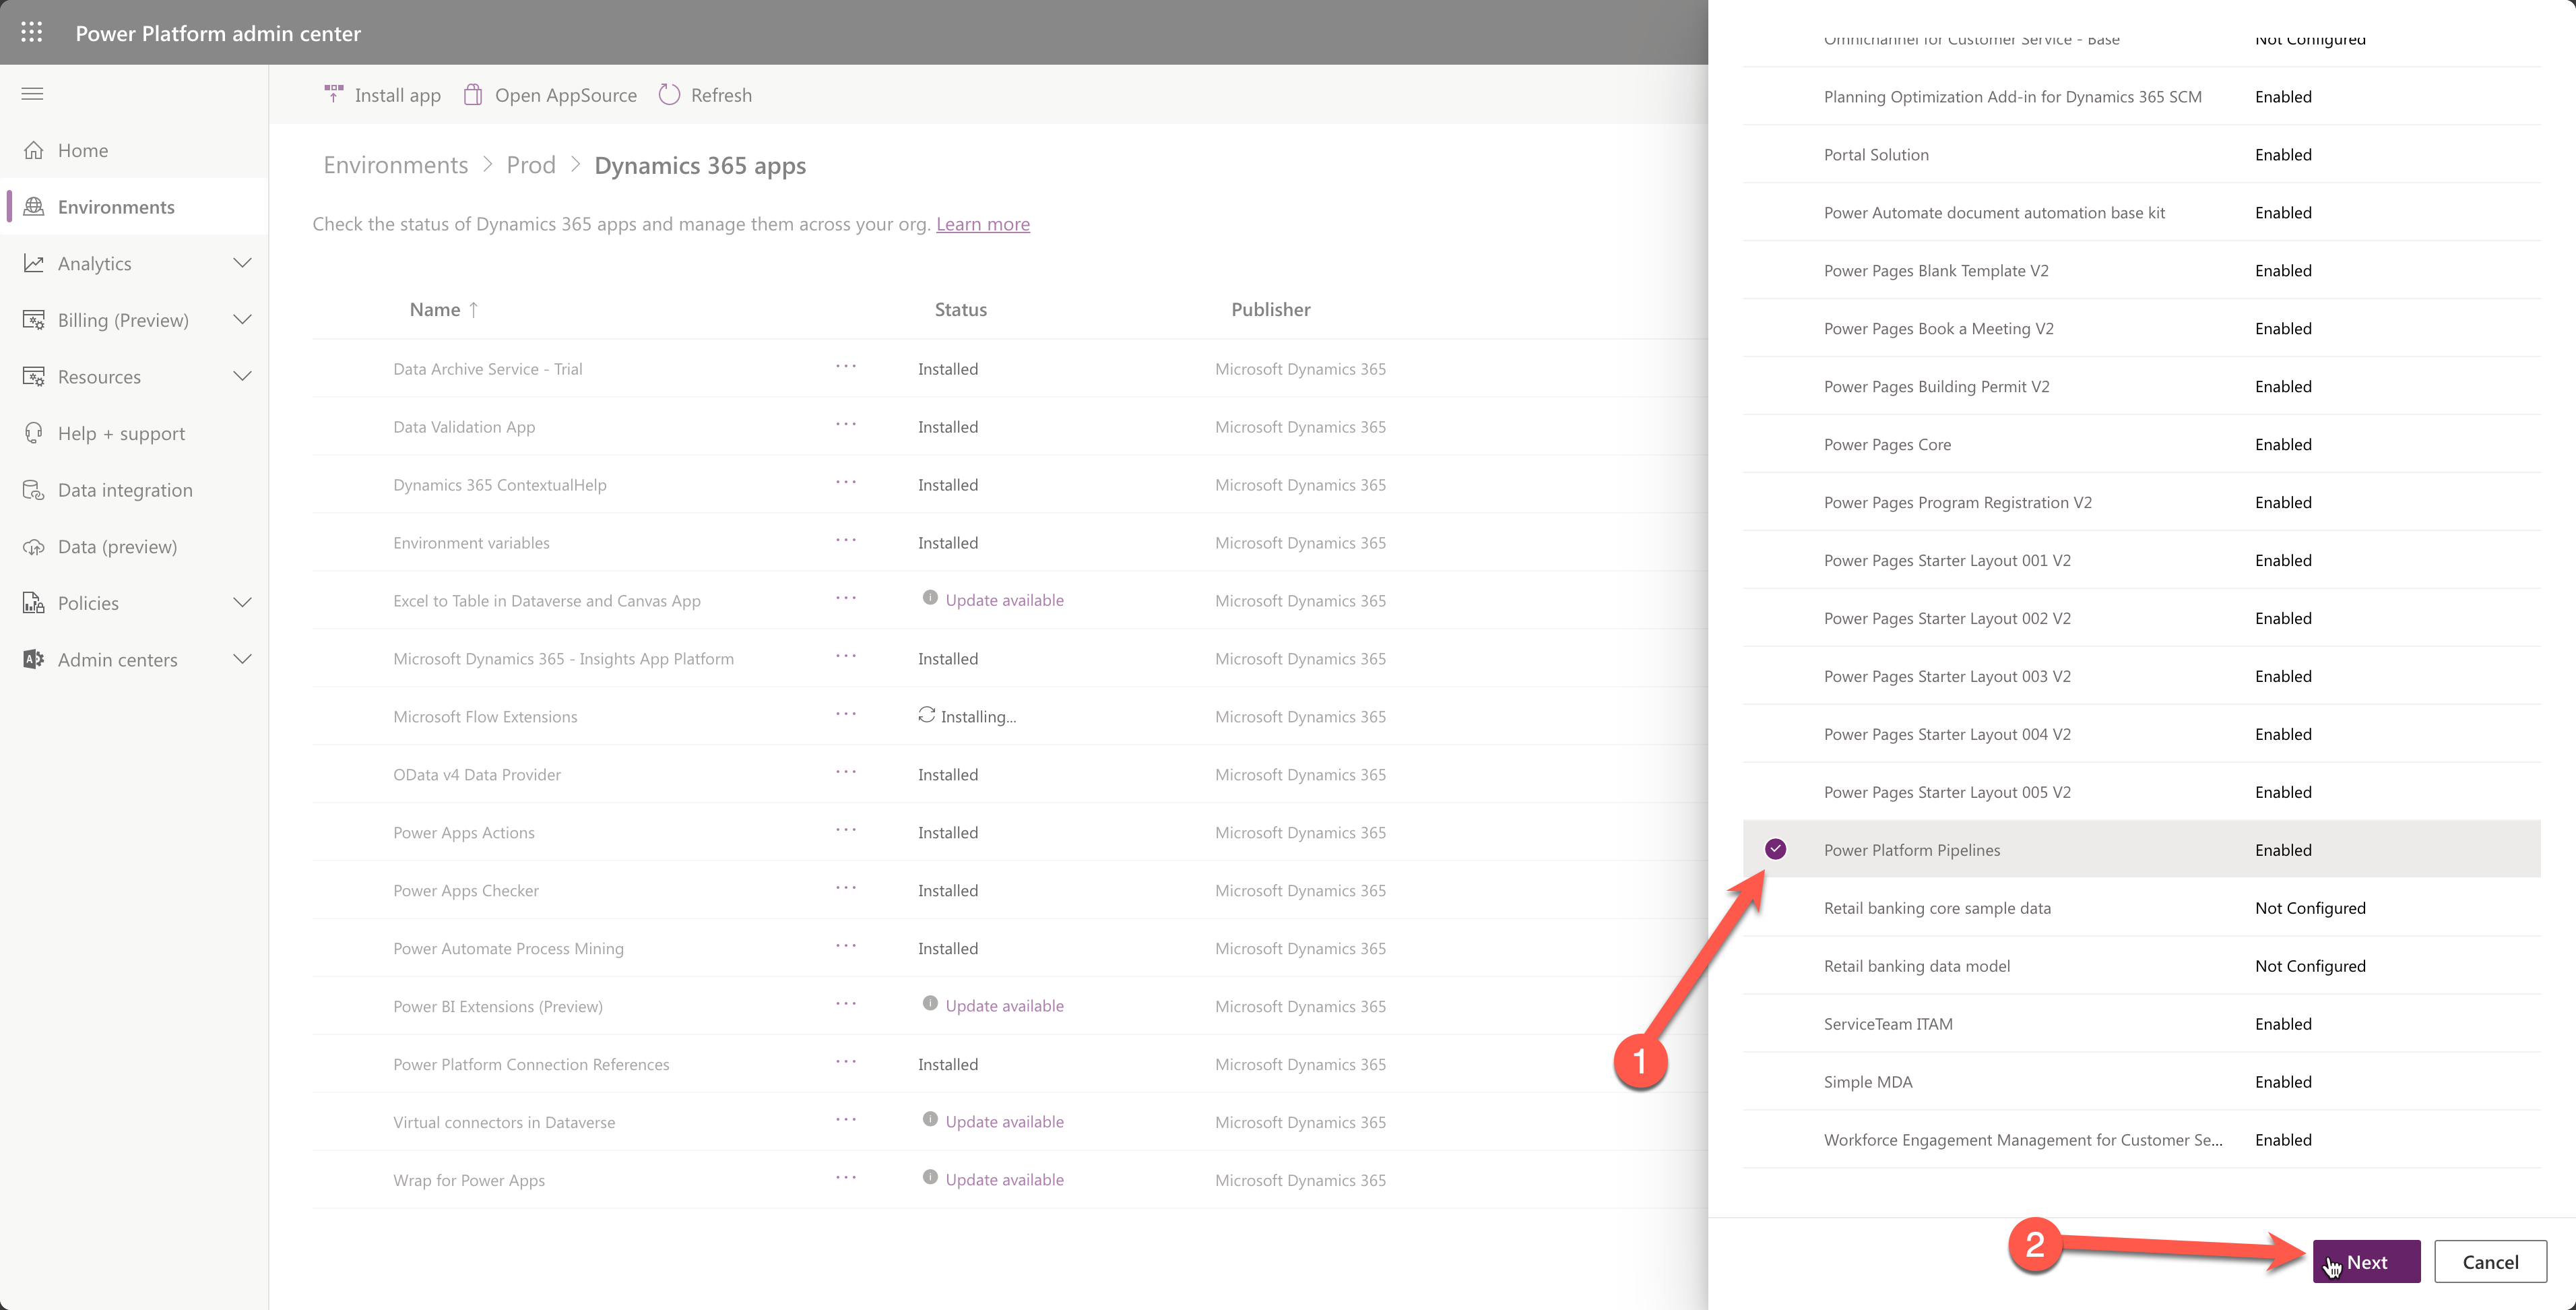 Power Platform admin center
Install app
Open AppSource
Refresh
Home
Environments
Analytics
Billing (Preview)
Resources
Help + support
Data integration
Data (preview)
Policies
Admin centers
Environments > Prod > Dynamics 365 apps
Check the status of Dynamics 365 apps and manage them across your org. Learn more
Name ↑ Status Publisher
Data Archive Service - Trial ... Installed Microsoft Dynamics 365
Data Validation App ... Installed Microsoft Dynamics 365
Dynamics 365 ContextualHelp ... Installed Microsoft Dynamics 365
Environment variables ... Installed Microsoft Dynamics 365
Excel to Table in Dataverse and Canvas App ... Update available Microsoft Dynamics 365
Microsoft Dynamics 365 - Insights App Platform ... Installed Microsoft Dynamics 365
Microsoft Flow Extensions ... Installing... Microsoft Dynamics 365
OData v4 Data Provider ... Installed Microsoft Dynamics 365
Power Apps Actions ... Installed Microsoft Dynamics 365
Power Apps Checker ... Installed Microsoft Dynamics 365
Power Automate Process Mining ... Installed Microsoft Dynamics 365
Power BI Extensions (Preview) ... Update available Microsoft Dynamics 365
Power Platform Connection References ... Installed Microsoft Dynamics 365
Virtual connectors in Dataverse ... Update available Microsoft Dynamics 365
Wrap for Power Apps ... Update available Microsoft Dynamics 365
Omnichannel for Customer Service - Base Not Configured
Planning Optimization Add-in for Dynamics 365 SCM Enabled
Portal Solution Enabled
Power Automate document automation base kit Enabled
Power Pages Blank Template V2 Enabled
Power Pages Book a Meeting V2 Enabled
Power Pages Building Permit V2 Enabled
Power Pages Core Enabled
Power Pages Program Registration V2 Enabled
Power Pages Starter Layout 001 V2 Enabled
Power Pages Starter Layout 002 V2 Enabled
Power Pages Starter Layout 003 V2 Enabled
Power Pages Starter Layout 004 V2 Enabled
Power Pages Starter Layout 005 V2 Enabled
Power Platform Pipelines Enabled
Retail banking core sample data Not Configured
Retail banking data model Not Configured
ServiceTeam ITAM Enabled
Simple MDA Enabled
Workforce Engagement Management for Customer Se... Enabled
1
2
Next
Cancel